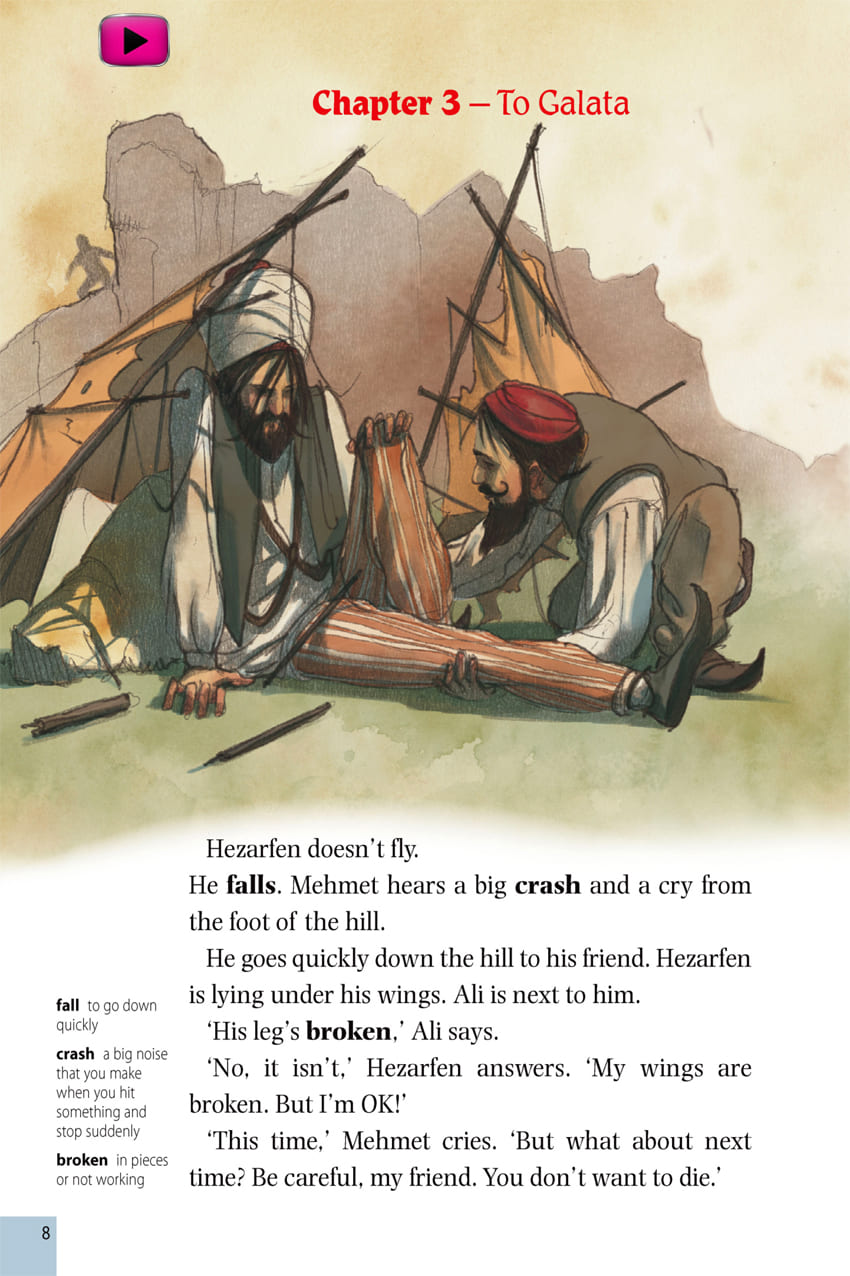 Chapter 3 – To Galata
Hezarfen doesn’t fly.
He falls. Mehmet hears a big crash and a cry from
the foot of the hill.
He goes quickly down the hill to his friend. Hezarfen
is lying under his wings. Ali is next to him.
‘His leg’s broken,’ Ali says.
‘No, it isn’t,’ Hezarfen answers. ‘My wings are
broken. But I’m OK!’
‘This time,’ Mehmet cries. ‘But what about next
time? Be careful, my friend. You don’t want to die.’
fall to go down
quickly
crash a big noise
that you make
when you hit
something and
stop suddenly
broken in pieces
or not working
8